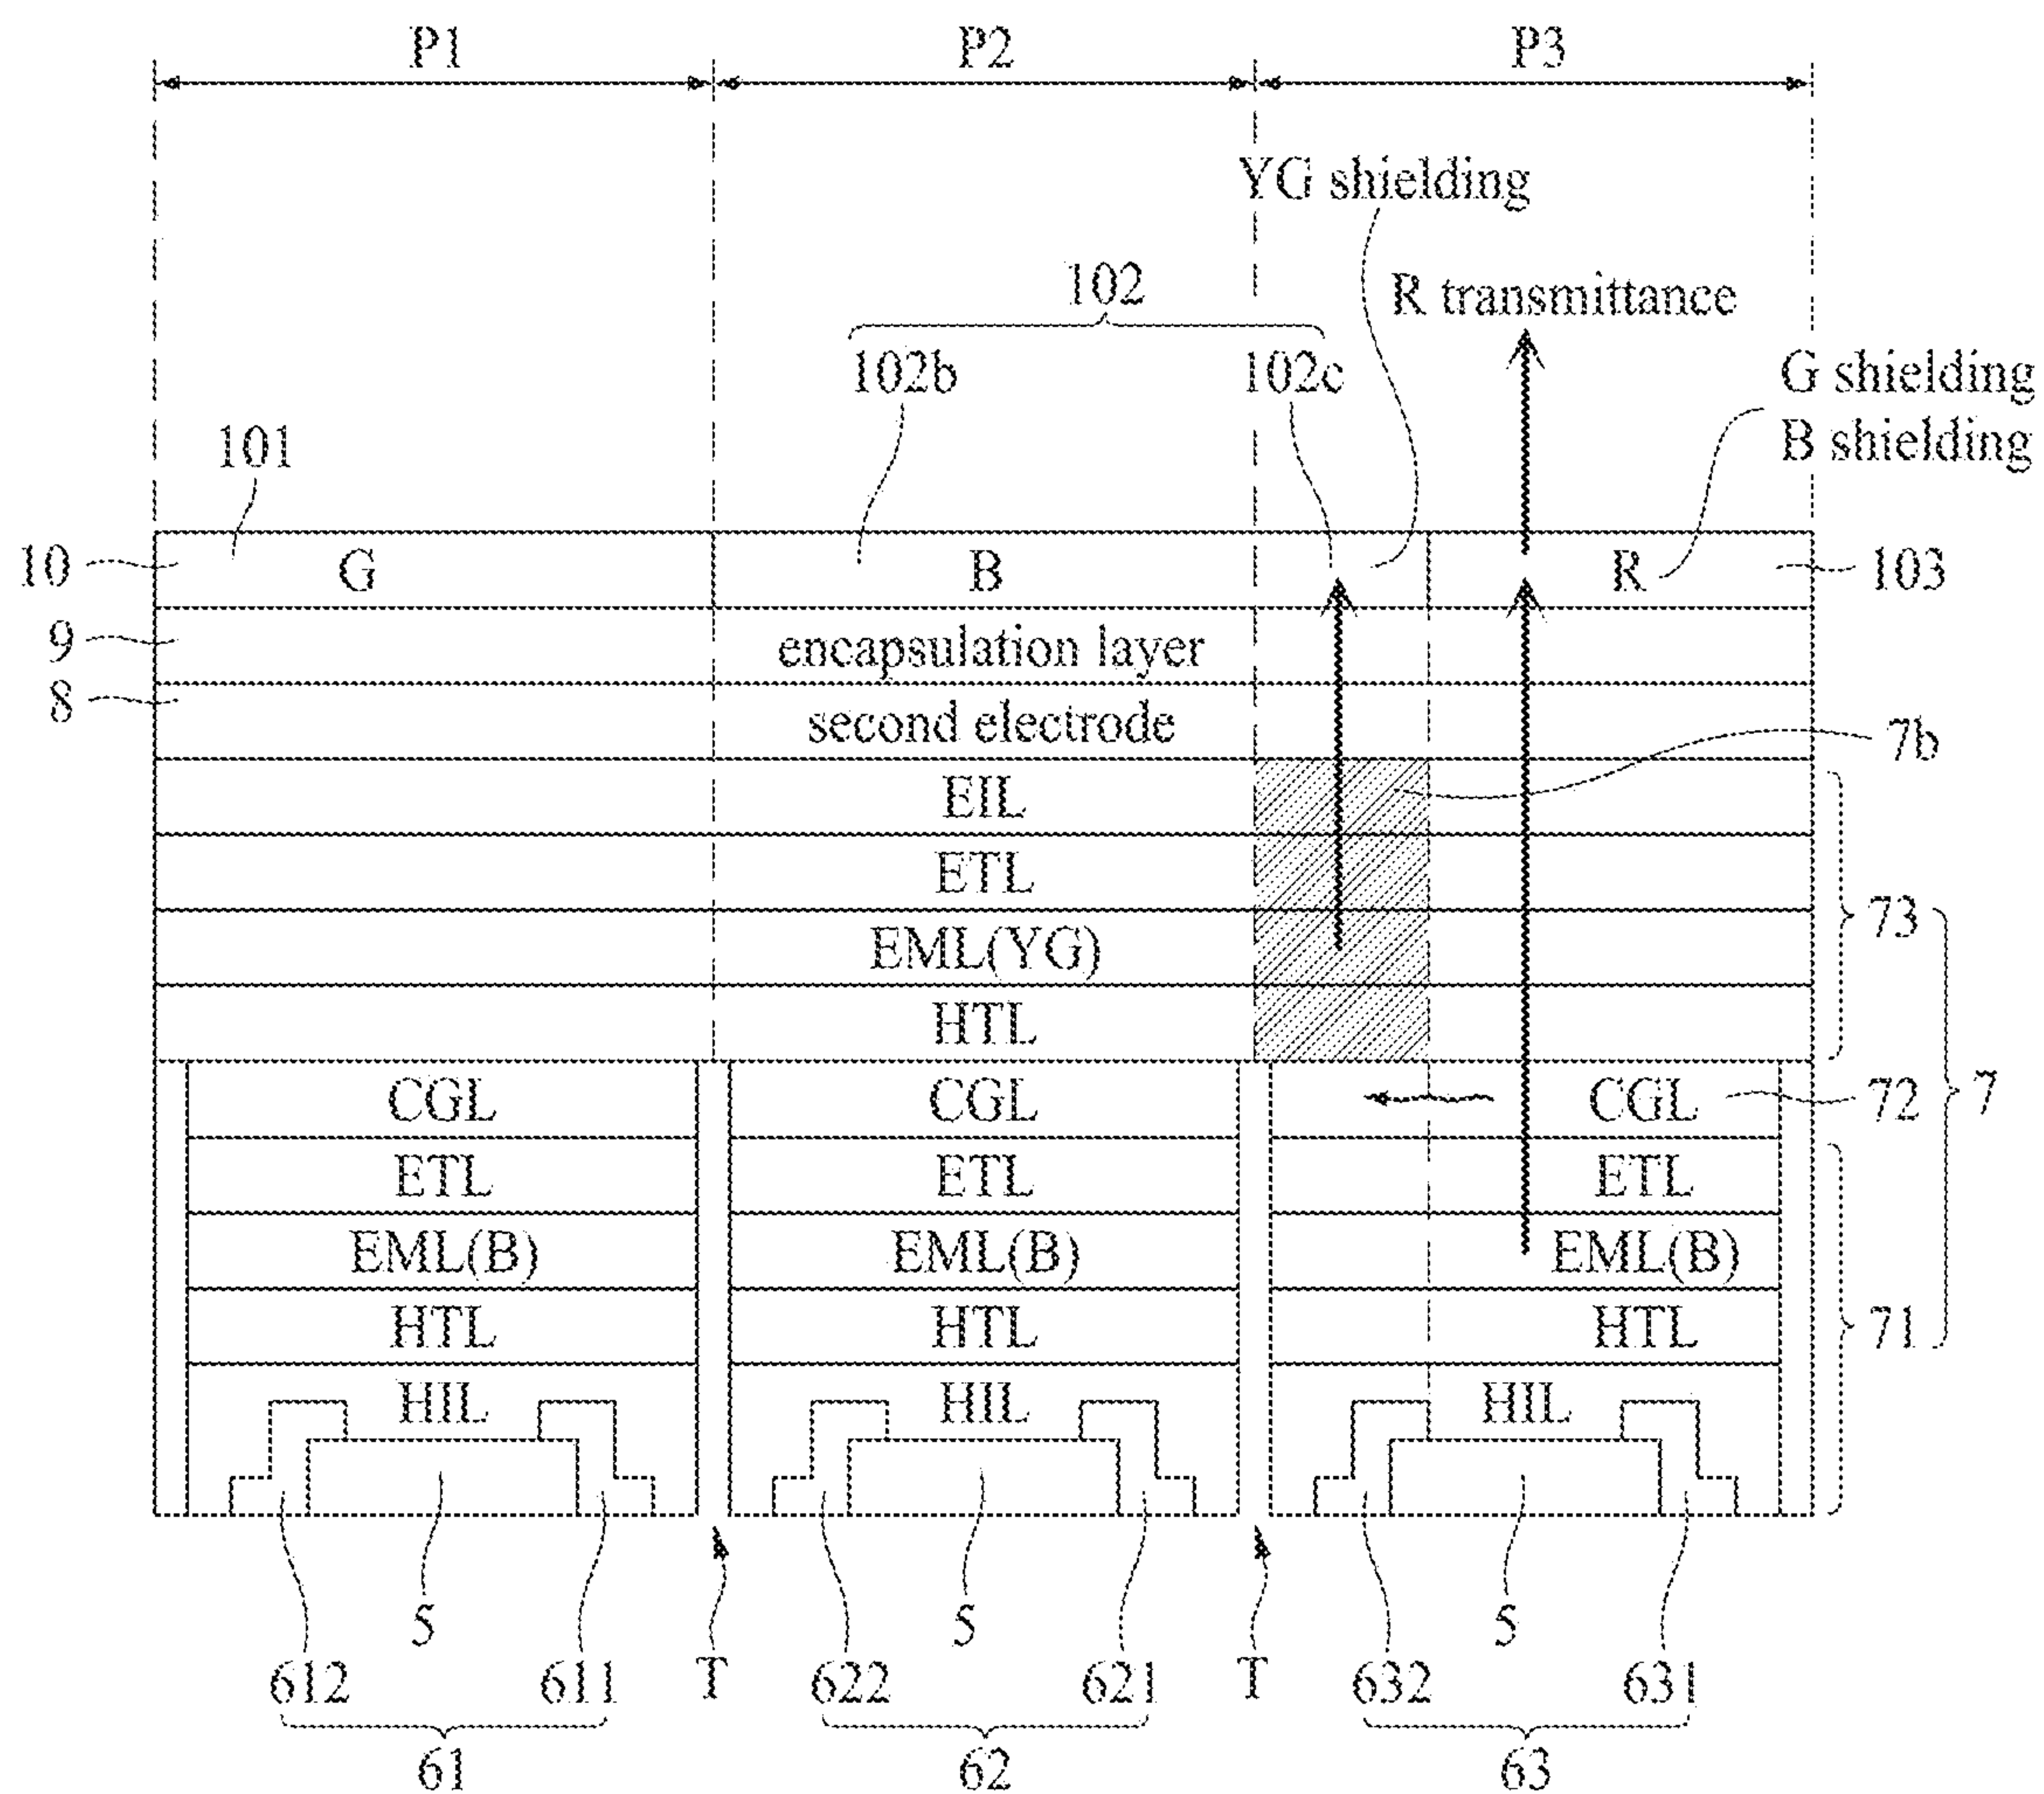 P1 P2 P3
YG shielding
102
R transmittance
102b 102c
G shielding
B shielding
101
10 G B R 103
9 encapsulation layer
8 second electrode 7b
EIL
ETL
73
EML(YG)
HTL
CGL CGL CGL 72 7
ETL ETL ETL
EML(B) EML(B) EML(B)
HTL HTL HTL 71
HIL HIL HIL
5 5 5
612 611 T 622 621 T 632 631
61 62 63